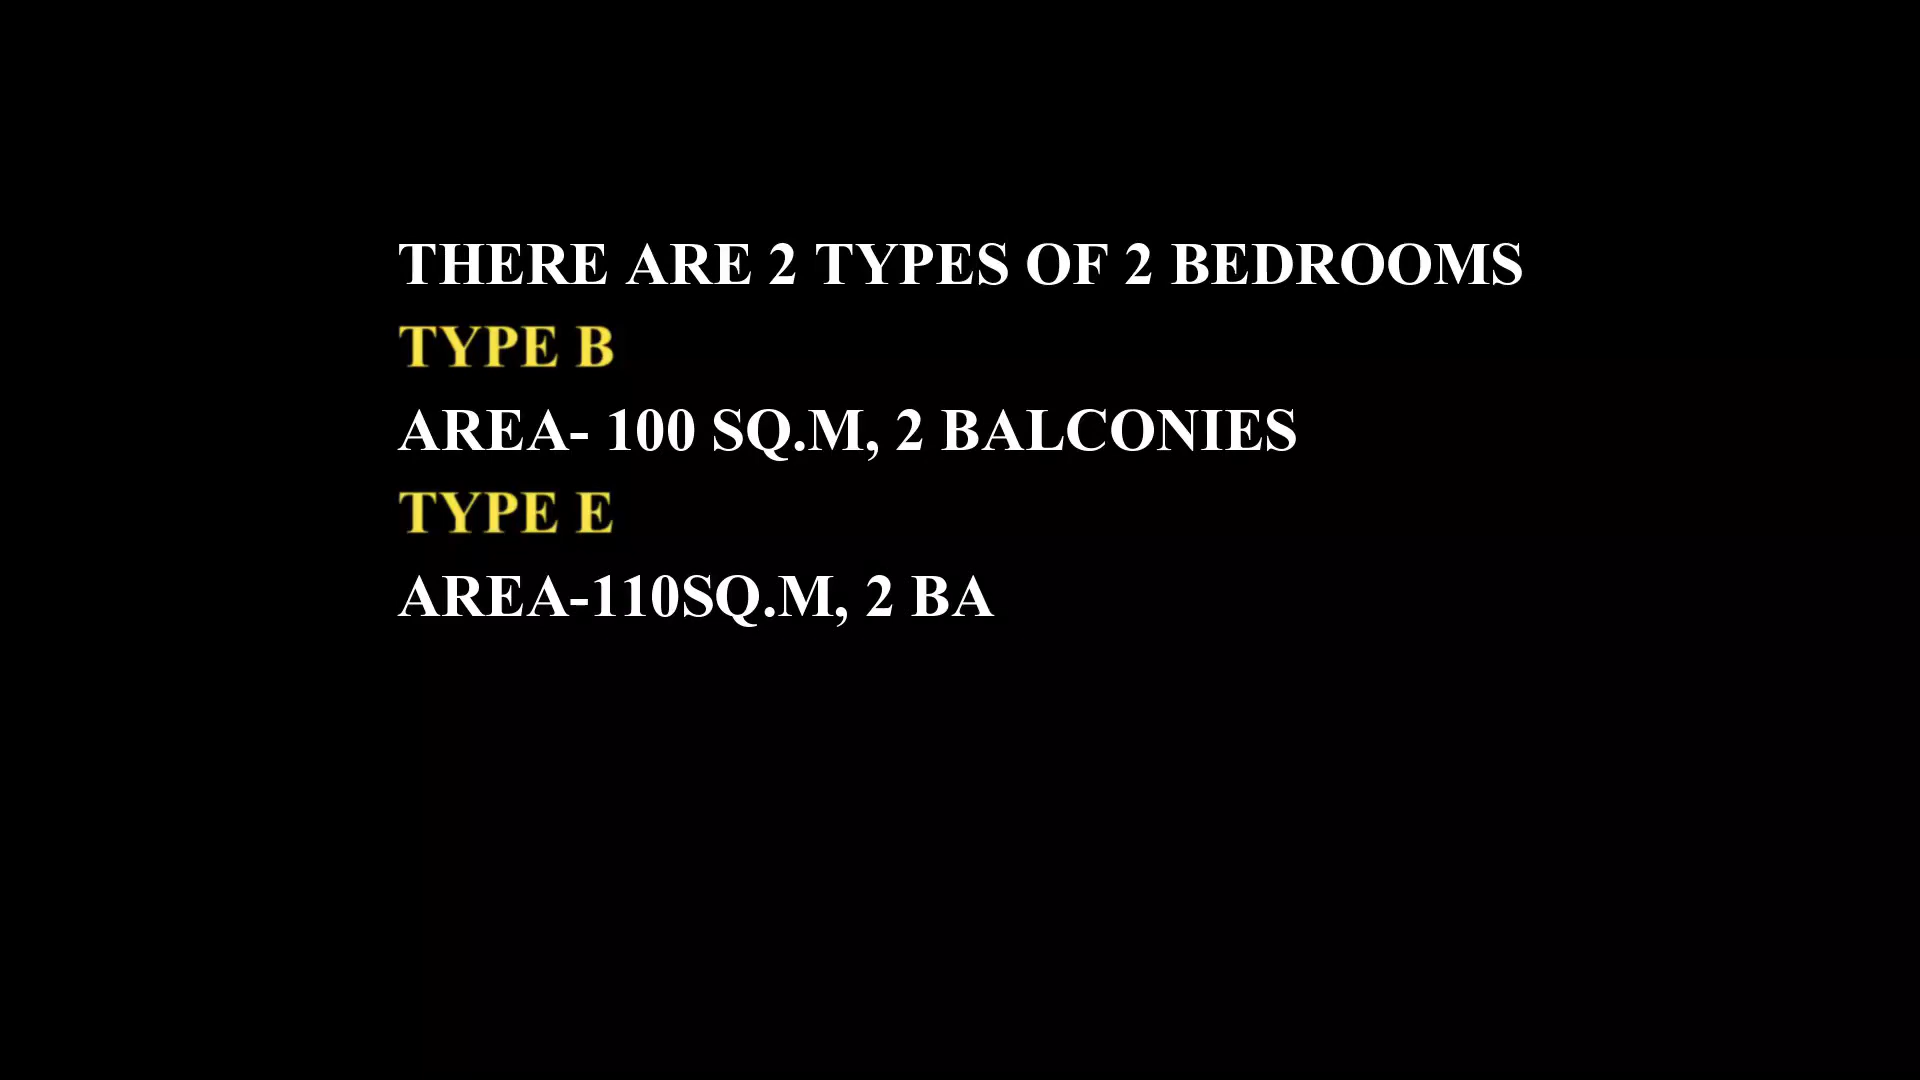 THERE ARE 2 TYPES OF 2 BEDROOMS
TYPE B
AREA- 100 SQ.M, 2 BALCONIES
TYPE E
AREA-110SQ.M, 2 BA